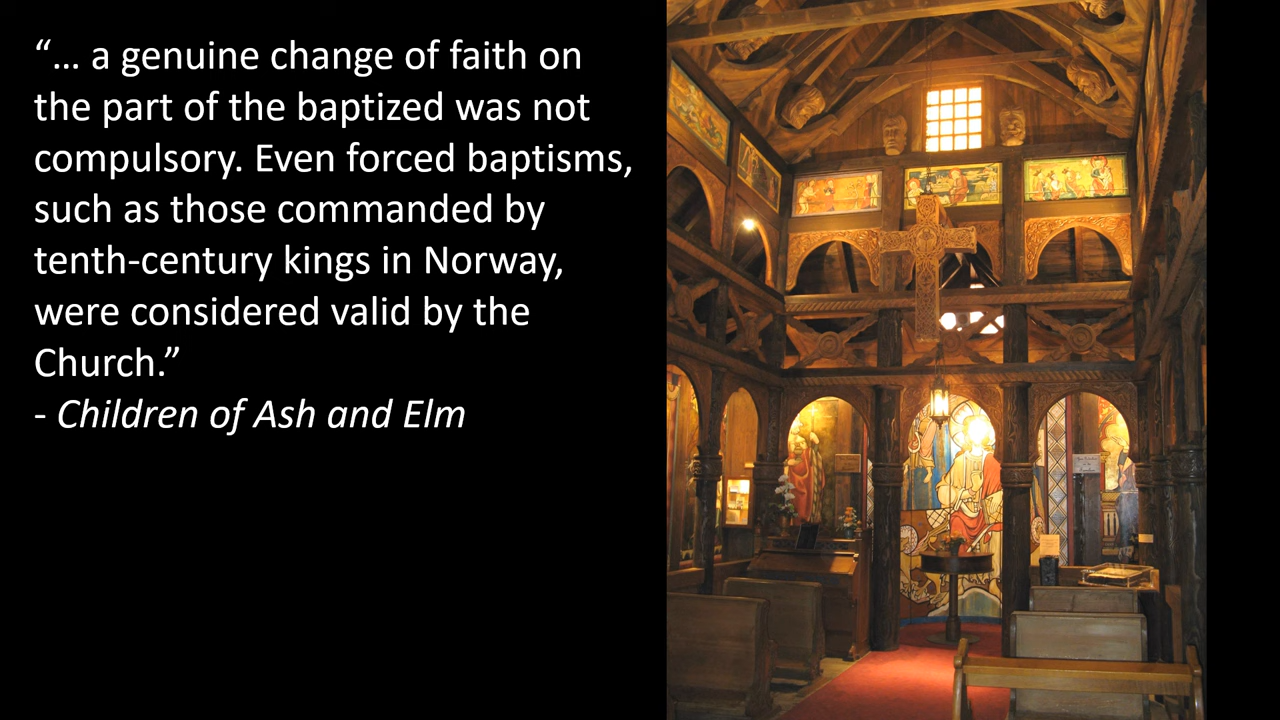 “… a genuine change of faith on
the part of the baptized was not
compulsory. Even forced baptisms,
such as those commanded by
tenth-century kings in Norway,
were considered valid by the
Church.”
- Children of Ash and Elm